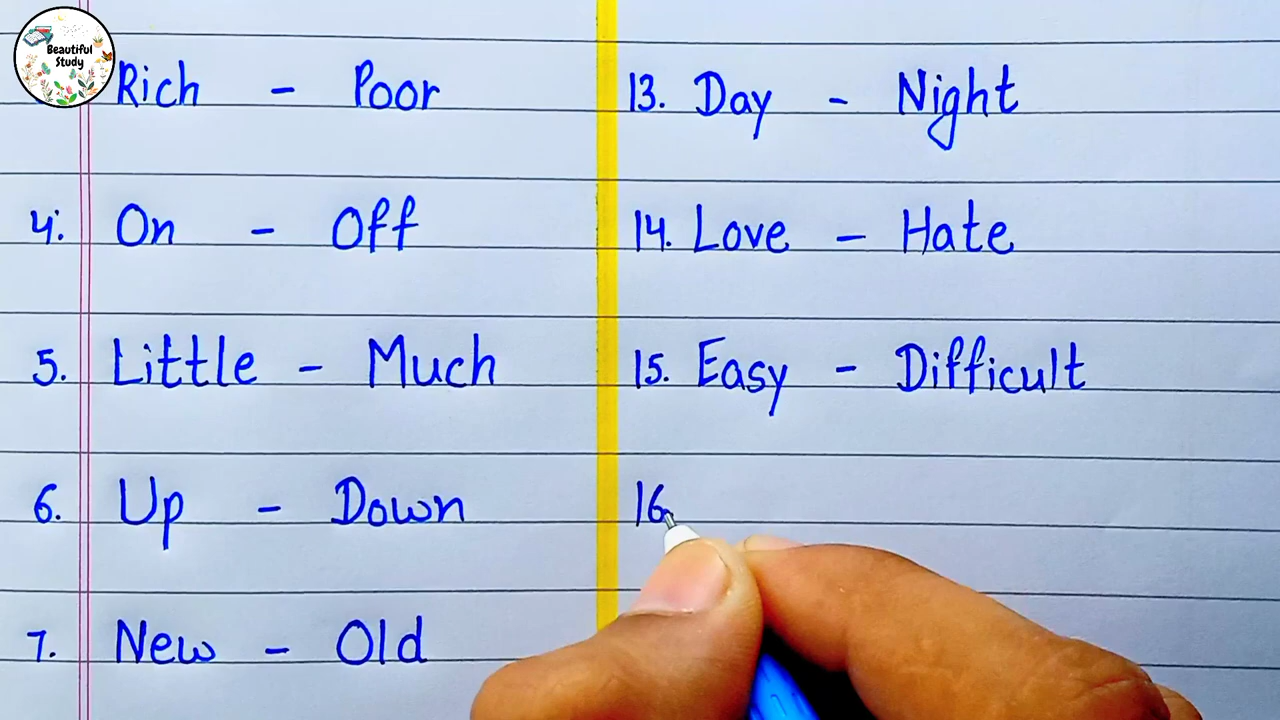 Beautiful
Study
Rich - Poor
4. On - Off
5. Little - Much
6. Up - Down
7. New - Old
13. Day - Night
14. Love - Hate
15. Easy - Difficult
16.